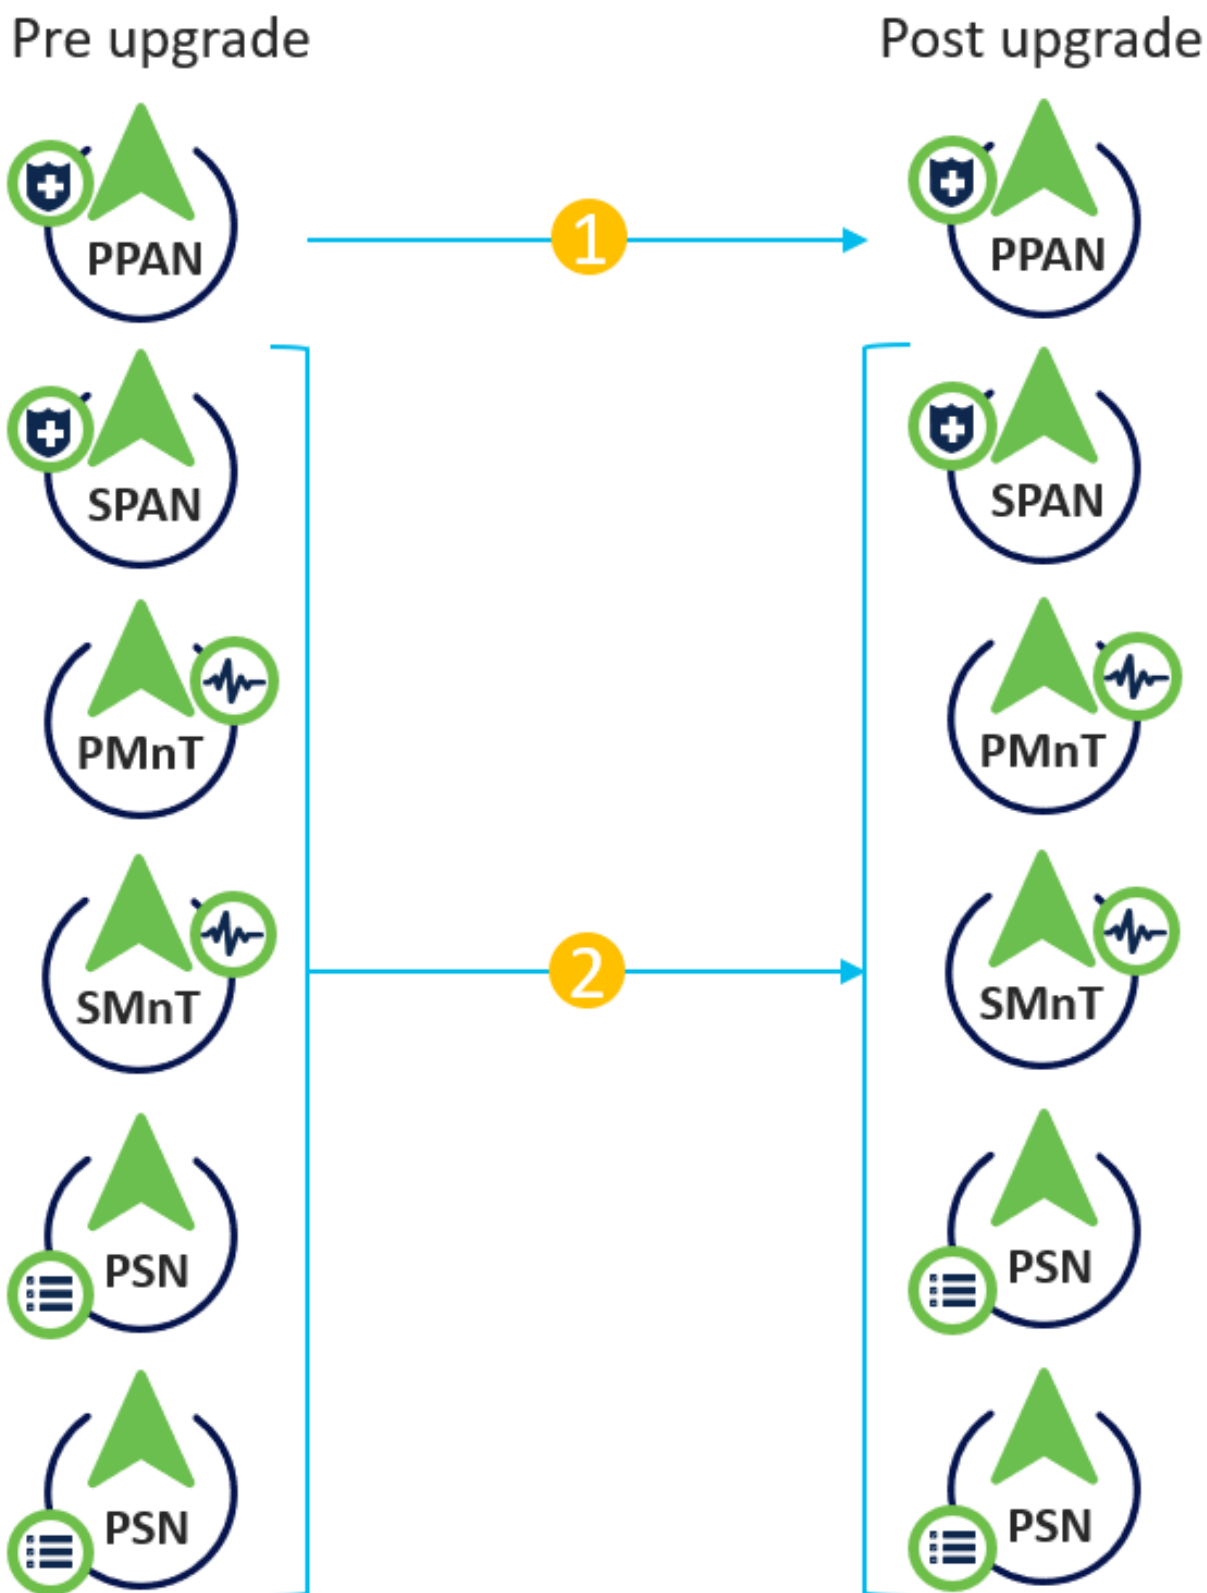 Pre upgrade
Post upgrade
PPAN
1
PPAN
SPAN
SPAN
PMnT
PMnT
SMnT
2
SMnT
PSN
PSN
PSN
PSN